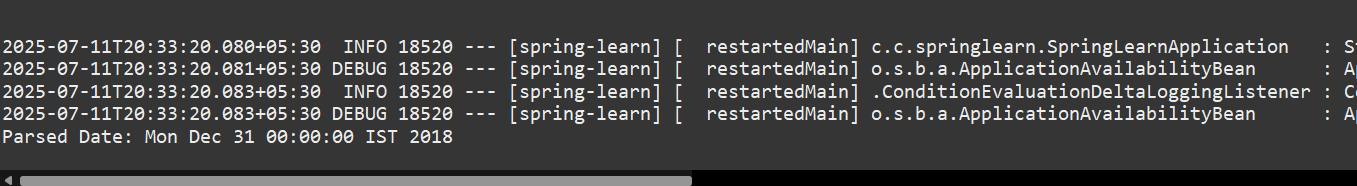 2025-07-11T20:33:20.080+05:30  INFO 18520 --- [spring-learn] [  restartedMain] c.c.springlearn.SpringLearnApplication   :
2025-07-11T20:33:20.081+05:30 DEBUG 18520 --- [spring-learn] [  restartedMain] o.s.b.a.ApplicationAvailabilityBean      :
2025-07-11T20:33:20.083+05:30  INFO 18520 --- [spring-learn] [  restartedMain] .ConditionEvaluationDeltaLoggingListener :
2025-07-11T20:33:20.083+05:30 DEBUG 18520 --- [spring-learn] [  restartedMain] o.s.b.a.ApplicationAvailabilityBean      :
Parsed Date: Mon Dec 31 00:00:00 IST 2018